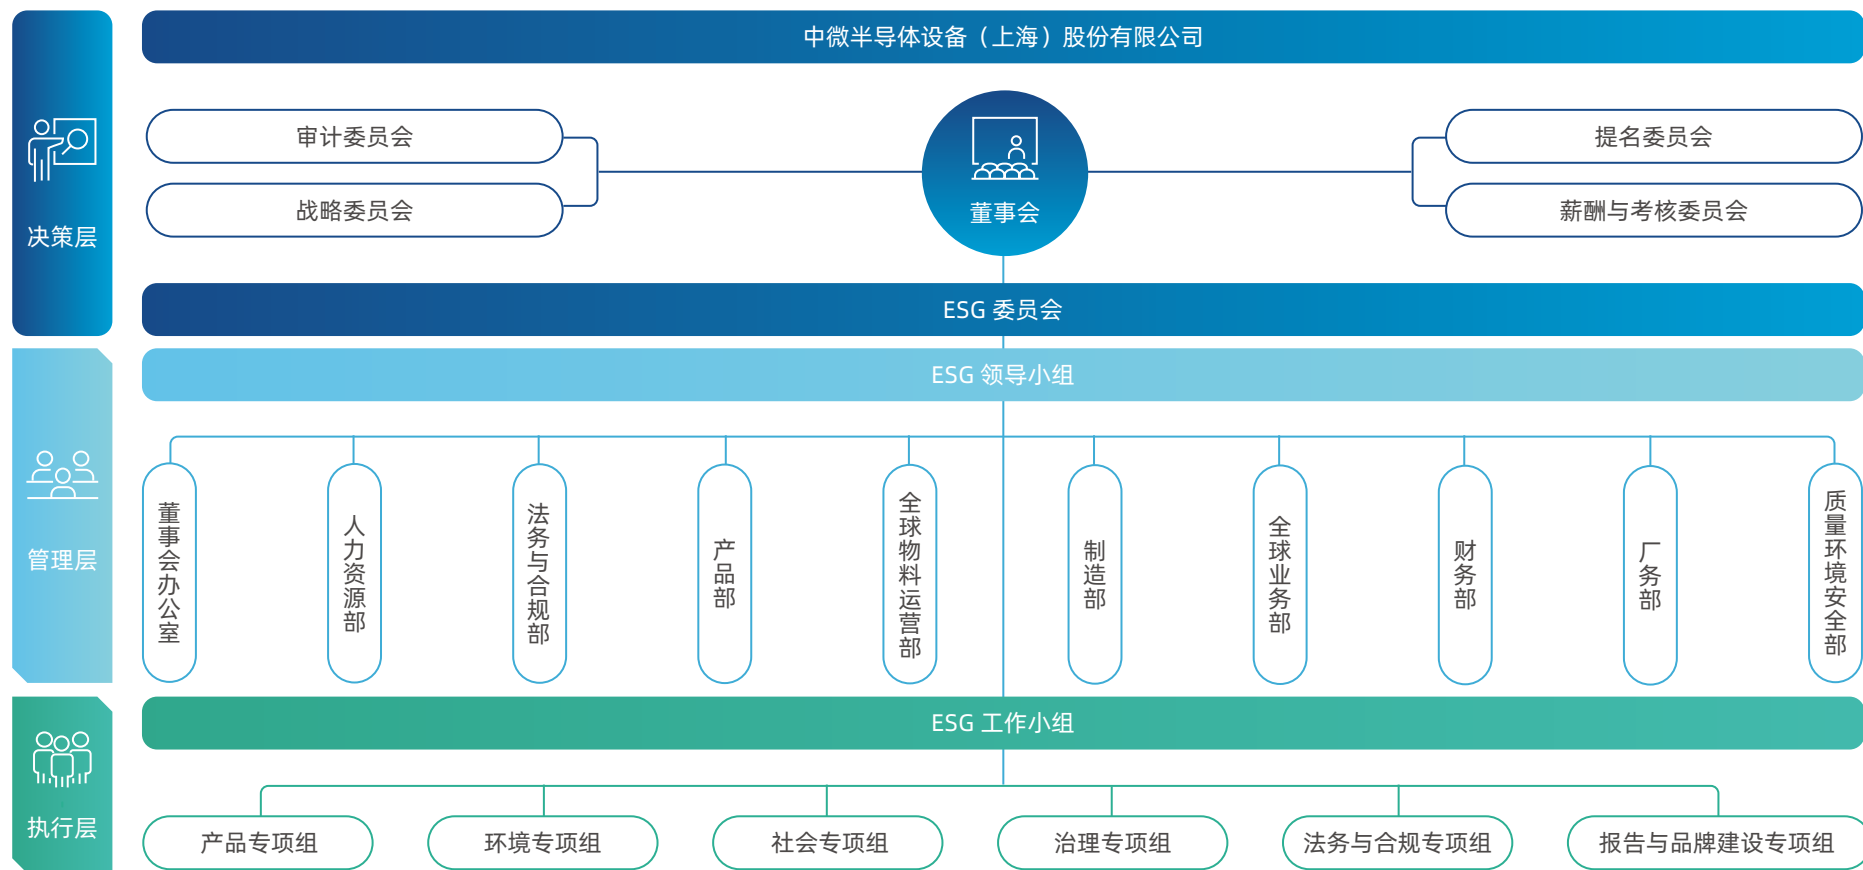 中微半导体设备（上海）股份有限公司
审计委员会
提名委员会
董事会
战略委员会
薪酬与考核委员会
决策层
ESG 委员会
ESG 领导小组
董事会办公室
人力资源部
法务与合规部
产品部
全球物料运营部
制造部
全球业务部
财务部
厂务部
质量环境安全部
管理层
ESG 工作小组
执行层
产品专项组
环境专项组
社会专项组
治理专项组
法务与合规专项组
报告与品牌建设专项组